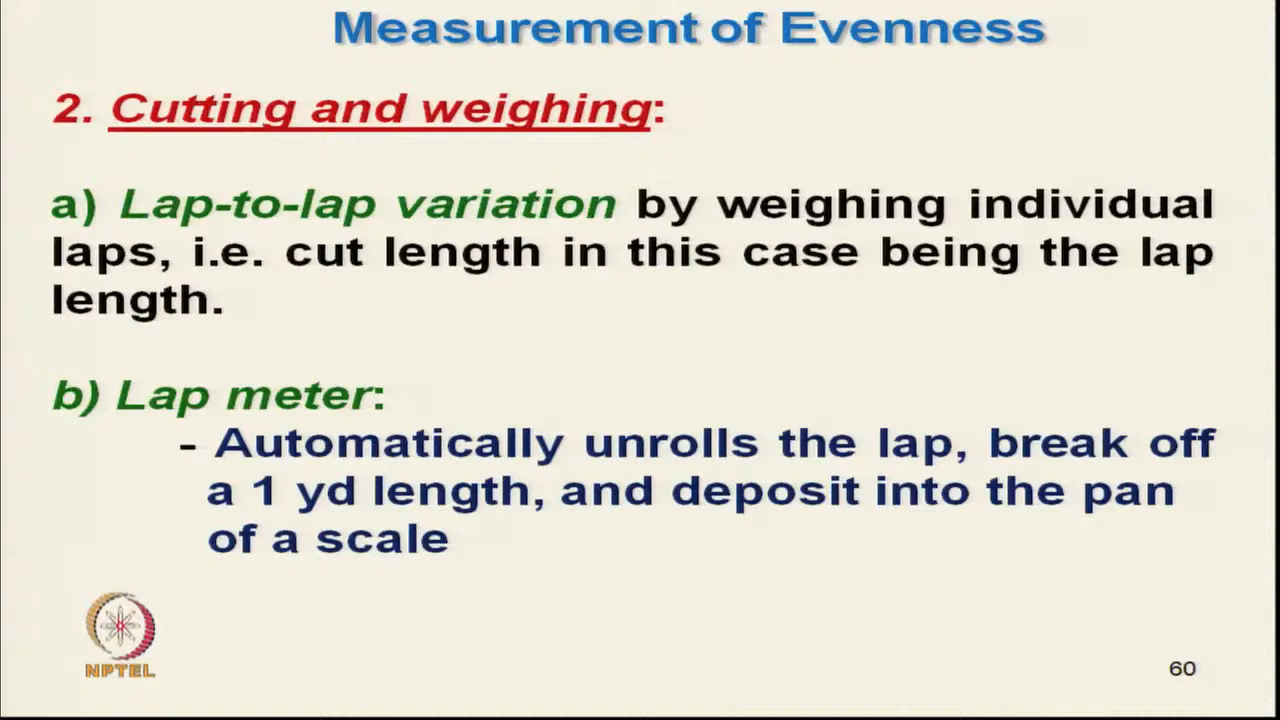 Measurement of Evenness
2. Cutting and weighing:
a) Lap-to-lap variation by weighing individual
laps, i.e. cut length in this case being the lap
length.
b) Lap meter:
- Automatically unrolls the lap, break off
a 1 yd length, and deposit into the pan
of a scale
NPTEL
60